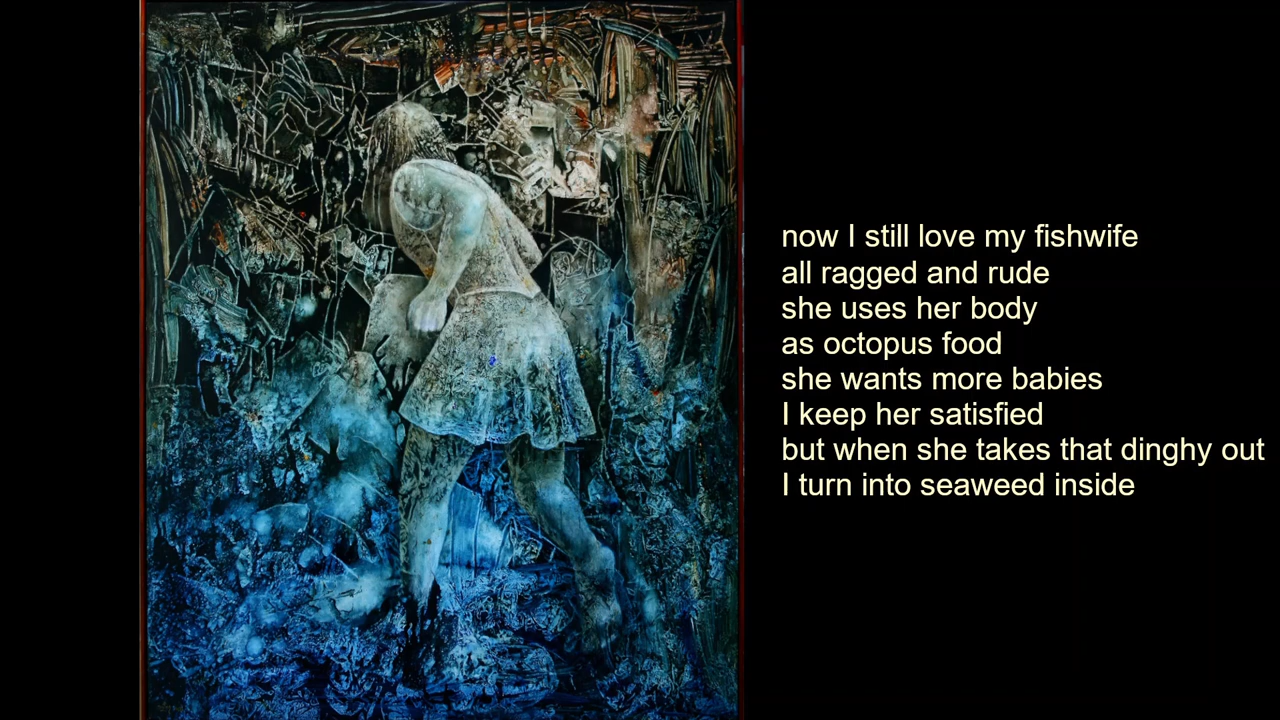 now I still love my fishwife
all ragged and rude
she uses her body
as octopus food
she wants more babies
I keep her satisfied
but when she takes that dinghy out
I turn into seaweed inside